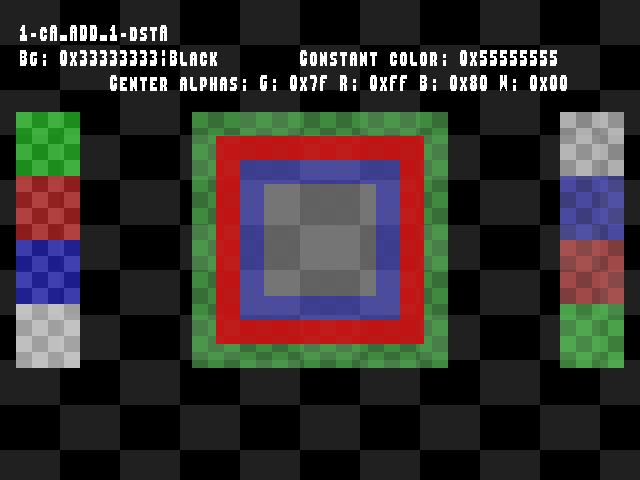 1-cA_ADD_1-dstA
Bg: 0x33333333¦Black Constant color: 0x55555555
Center alphas: G: 0x7f R: 0xff B: 0x80 W: 0x00